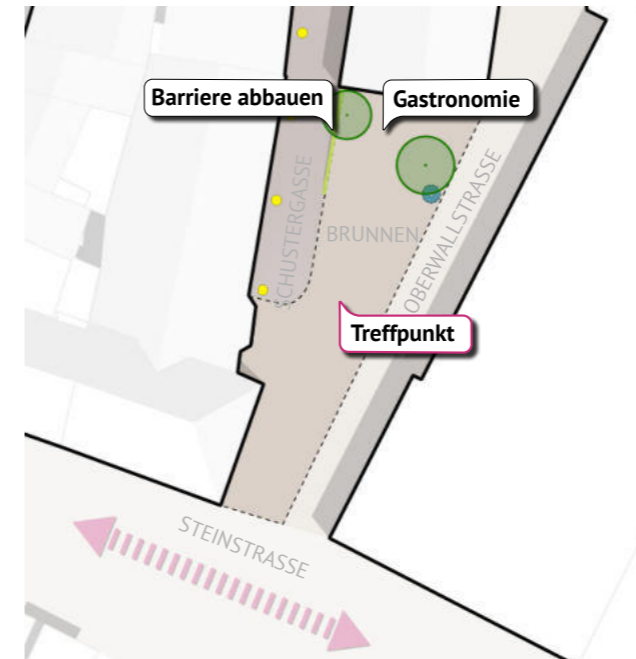 Barriere abbauen
Gastronomie
SCHUSTERGASSE
BRUNNEN
OBERWALLSTRASSE
Treffpunkt
STEINSTRASSE